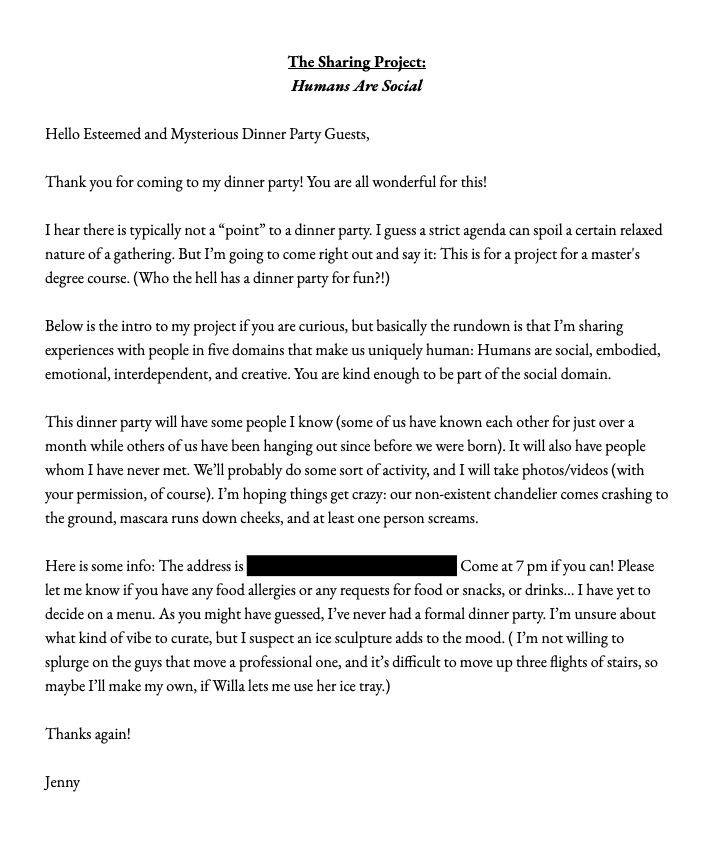 The Sharing Project:
Humans Are Social
Hello Esteemed and Mysterious Dinner Party Guests,
Thank you for coming to my dinner party! You are all wonderful for this!
I hear there is typically not a “point” to a dinner party. I guess a strict agenda can spoil a certain relaxed
nature of a gathering. But I’m going to come right out and say it: This is for a project for a master's
degree course. (Who the hell has a dinner party for fun?!)
Below is the intro to my project if you are curious, but basically the rundown is that I’m sharing
experiences with people in five domains that make us uniquely human: Humans are social, embodied,
emotional, interdependent, and creative. You are kind enough to be part of the social domain.
This dinner party will have some people I know (some of us have known each other for just over a
month while others of us have been hanging out since before we were born). It will also have people
whom I have never met. We’ll probably do some sort of activity, and I will take photos/videos (with
your permission, of course). I’m hoping things get crazy: our non-existent chandelier comes crashing to
the ground, mascara runs down cheeks, and at least one person screams.
Here is some info: The address is Come at 7 pm if you can! Please
let me know if you have any food allergies or any requests for food or snacks, or drinks... I have yet to
decide on a menu. As you might have guessed, I’ve never had a formal dinner party. I’m unsure about
what kind of vibe to curate, but I suspect an ice sculpture adds to the mood. ( I’m not willing to
splurge on the guys that move a professional one, and it’s difficult to move up three flights of stairs, so
maybe I’ll make my own, if Willa lets me use her ice tray.)
Thanks again!
Jenny